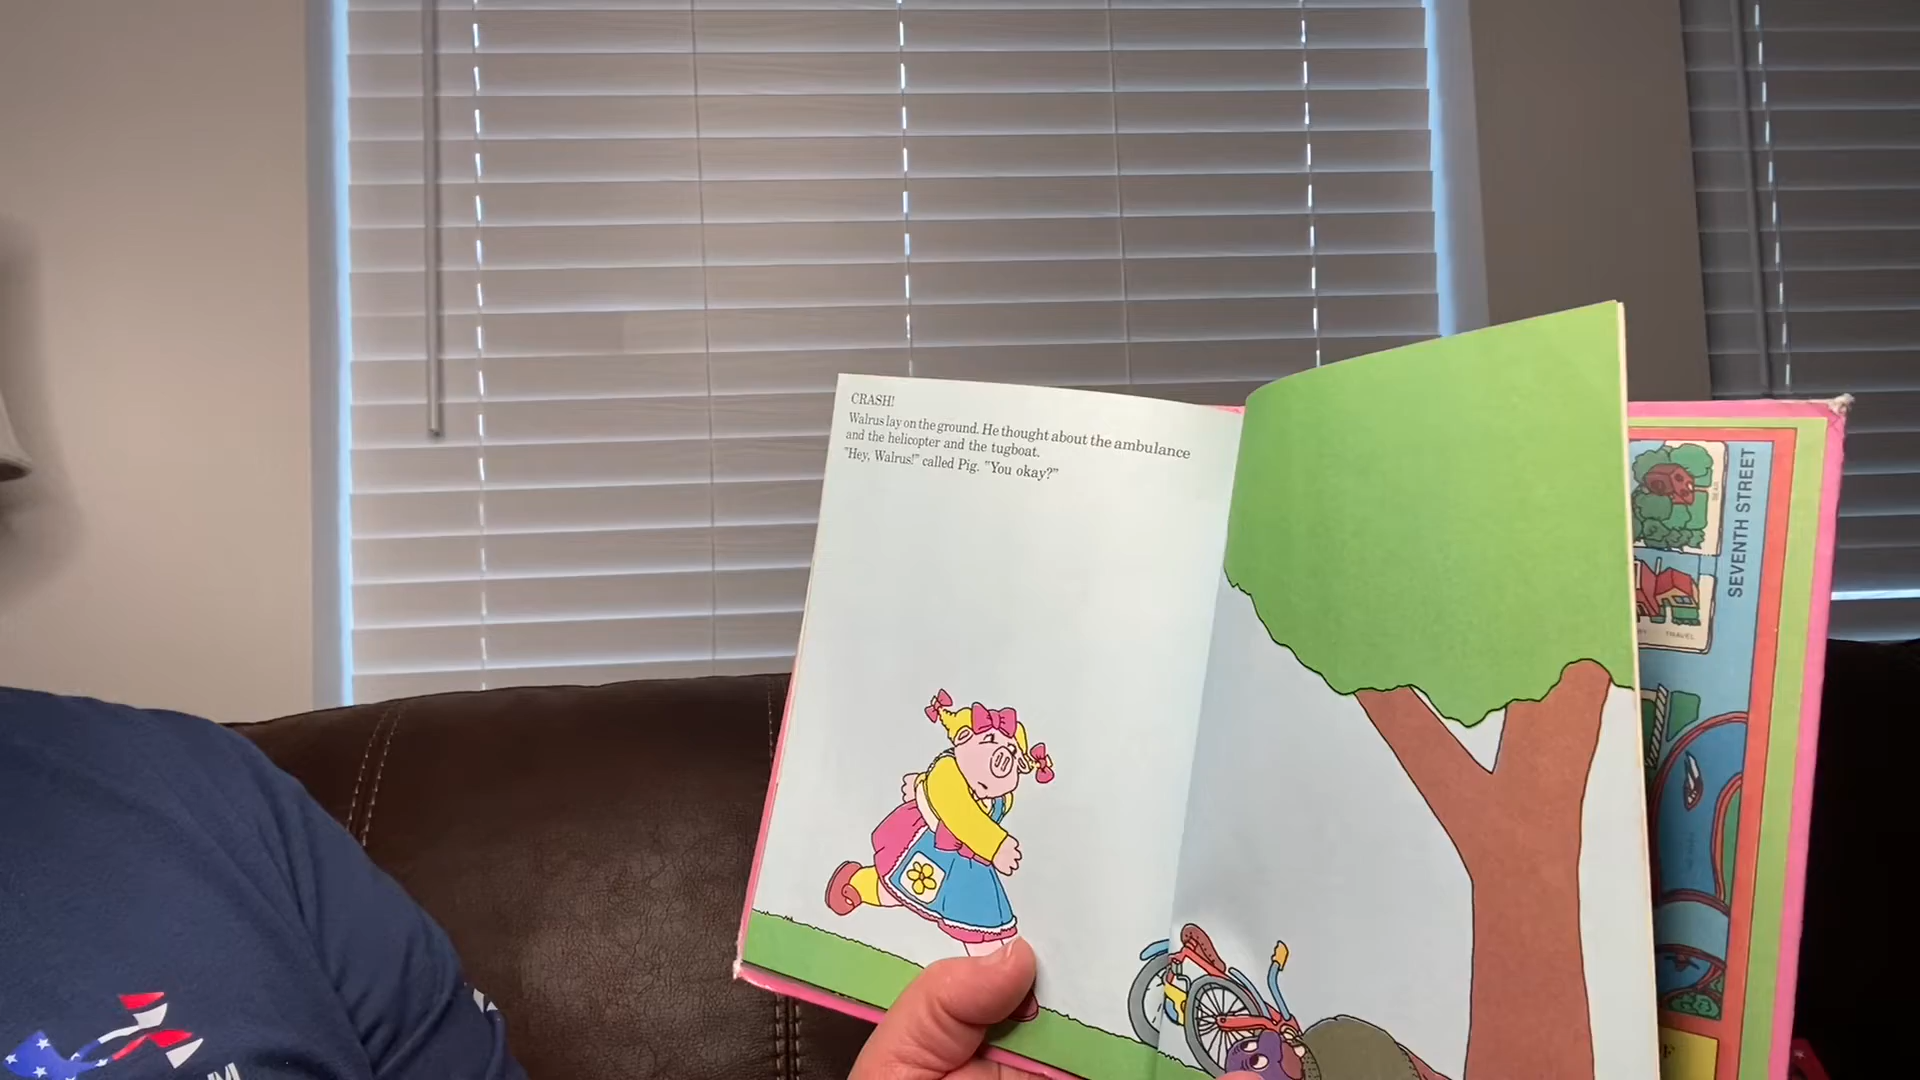 CRASH!
Walrus lay on the ground. He thought about the ambulance
and the helicopter and the tugboat.
"Hey, Walrus!" called Pig. "You okay?"
SEVENTH STREET
TRAVEL